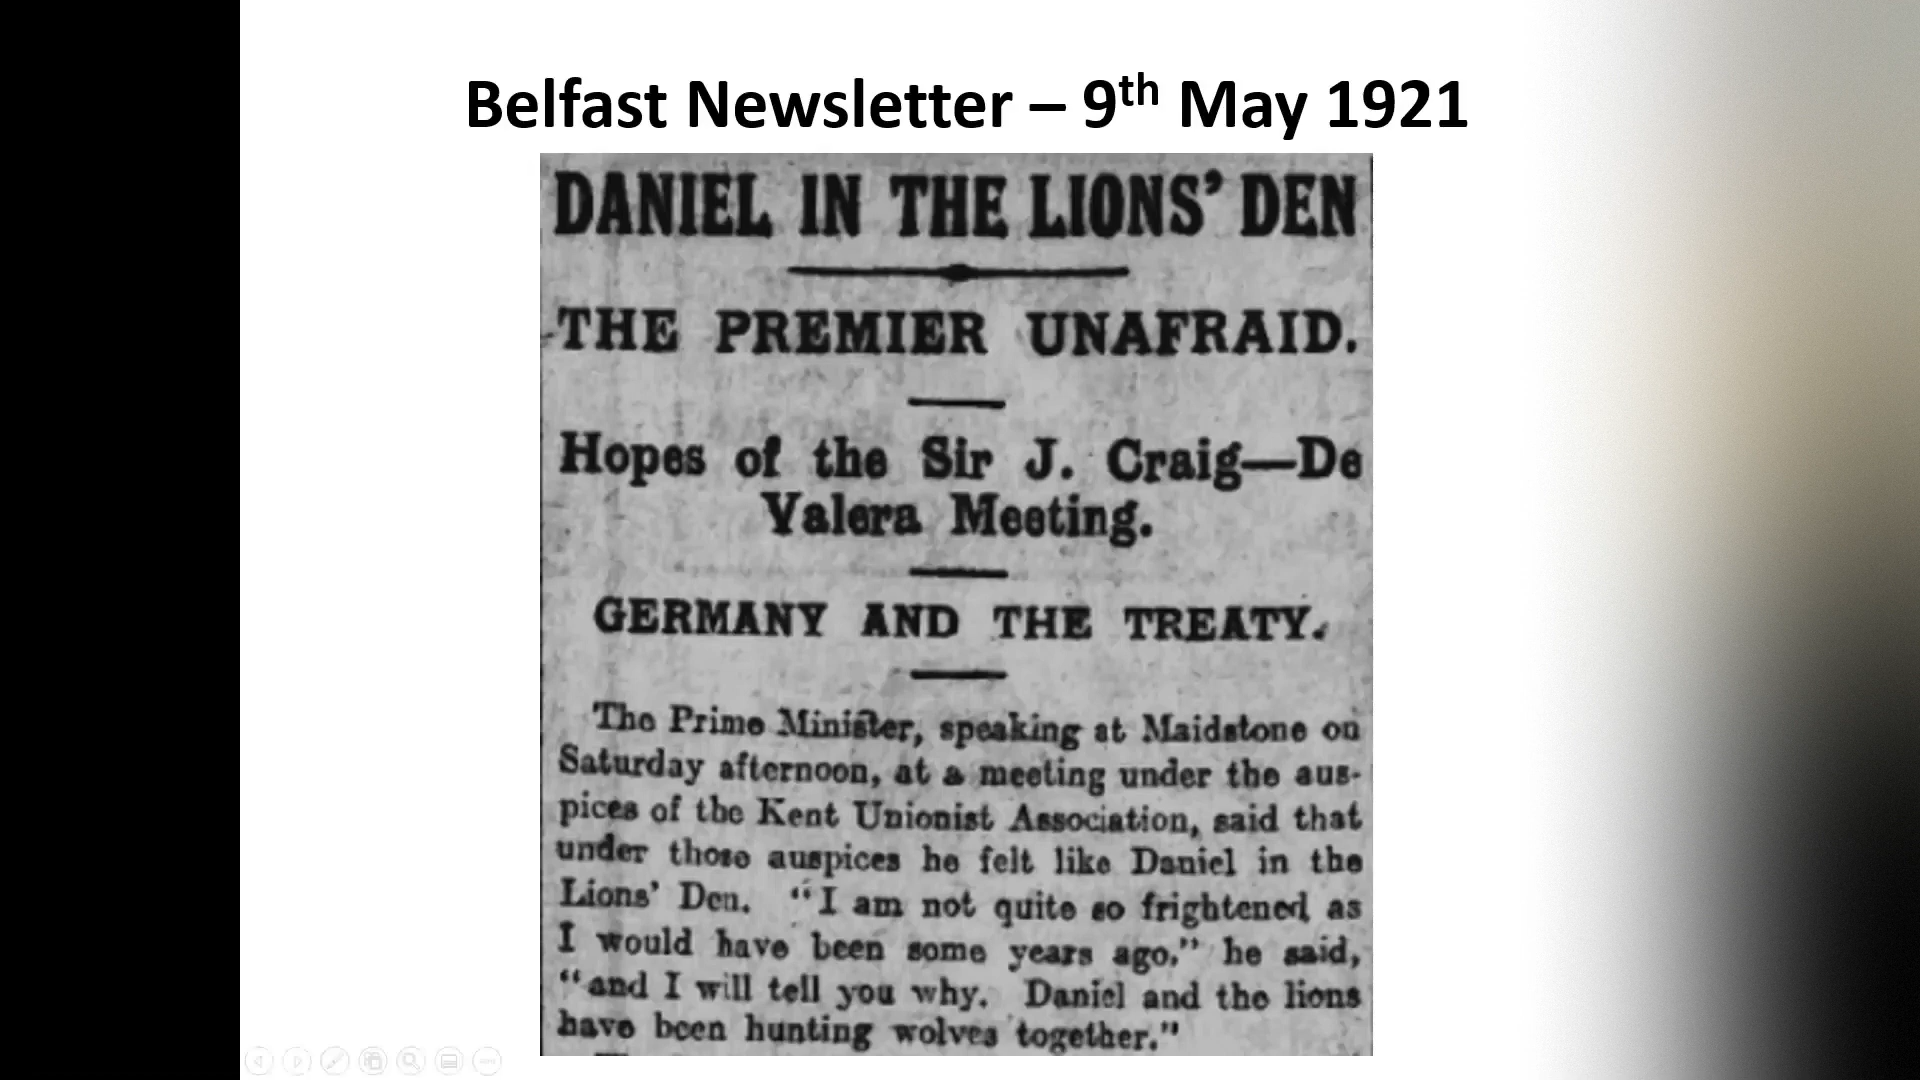 Belfast Newsletter – 9th May 1921
DANIEL IN THE LIONS' DEN
THE PREMIER UNAFRAID.
Hopes of the Sir J. Craig—De
Valera Meeting.
GERMANY AND THE TREATY.
The Prime Minister, speaking at Maidstone on
Saturday afternoon, at a meeting under the aus-
pices of the Kent Unionist Association, said that
under those auspices he felt like Daniel in the
Lions' Den. "I am not quite so frightened as
I would have been some years ago," he said,
"and I will tell you why. Daniel and the lions
have been hunting wolves together."